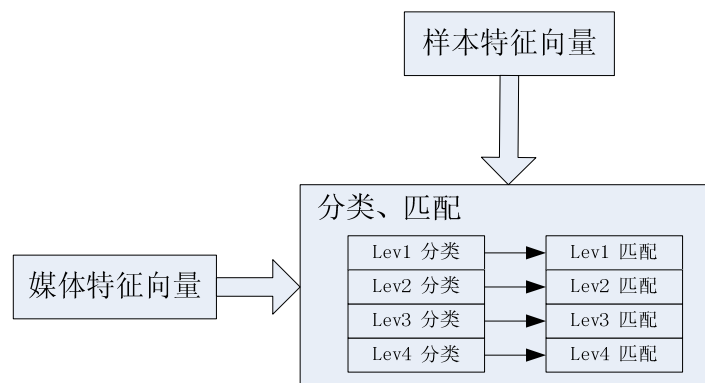 样本特征向量
分类、匹配
媒体特征向量
Lev1 分类
Lev1 匹配
Lev2 分类
Lev2 匹配
Lev3 分类
Lev3 匹配
Lev4 分类
Lev4 匹配